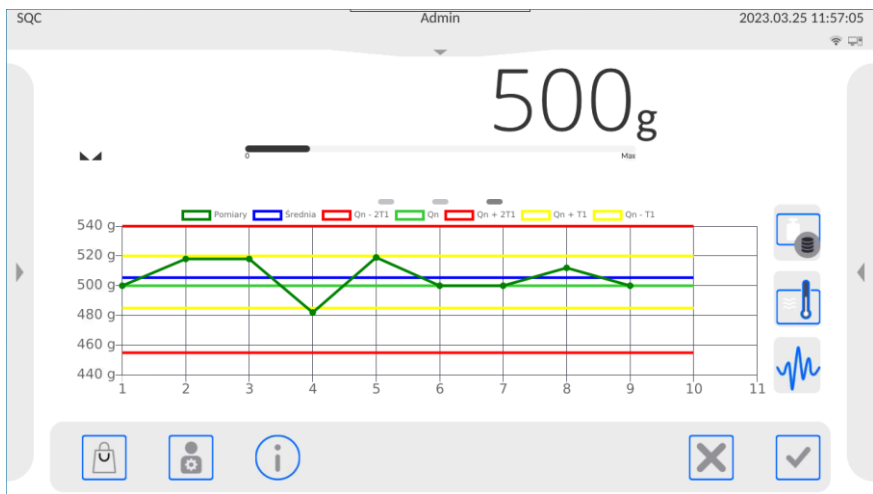 SQC Admin 2023.03.25 11:57:05
500g
0 Max
Pomiary Średnia Qn - 2T1 Qn Qn + 2T1 Qn + T1 Qn - T1
540 g
520 g
500 g
480 g
460 g
440 g
1 2 3 4 5 6 7 8 9 10 11